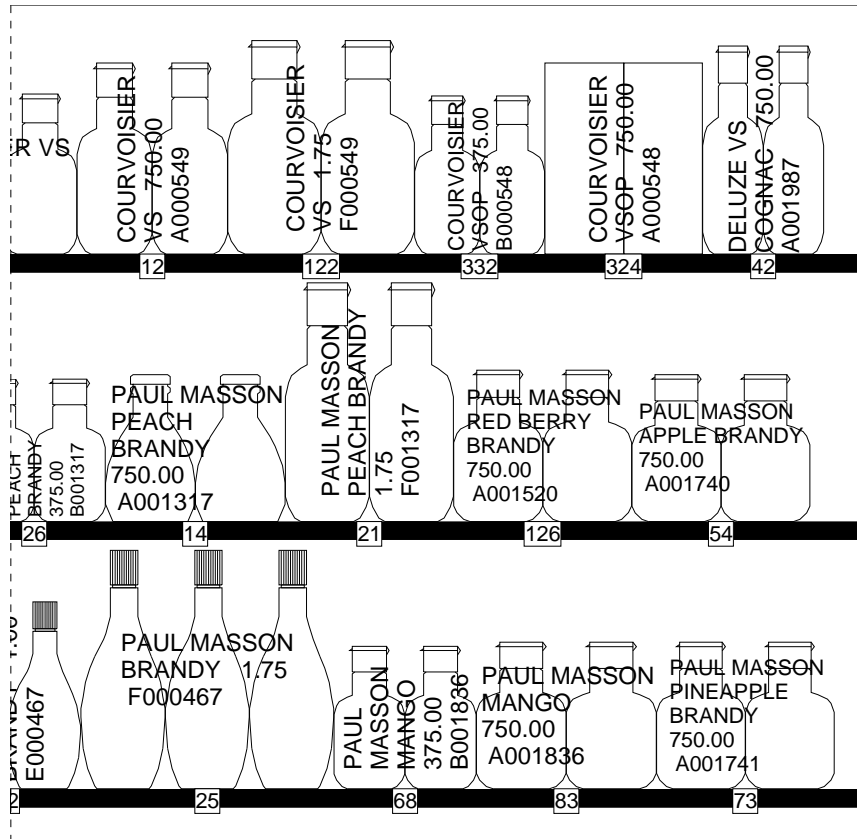 ER VS
COURVOISIER
VS 750.00
A000549
COURVOISIER
VS 1.75
F000549
COURVOISIER
VSOP 375.00
B000548
COURVOISIER
VSOP 750.00
A000548
DELUZE VS
COGNAC 750.00
A001987
12
122
332
324
42
PEACH
BRANDY
375.00
B001317
PAUL MASSON
PEACH
BRANDY
750.00
A001317
PAUL MASSON
PEACH BRANDY
1.75
F001317
PAUL MASSON
RED BERRY
BRANDY
750.00
A001520
PAUL MASSON
APPLE BRANDY
750.00
A001740
26
14
21
126
54
BRANDY 1.00
E000467
PAUL MASSON
BRANDY 1.75
F000467
PAUL
MASSON
MANGO
375.00
B001836
PAUL MASSON
MANGO
750.00
A001836
PAUL MASSON
PINEAPPLE
BRANDY
750.00
A001741
2
25
68
83
73